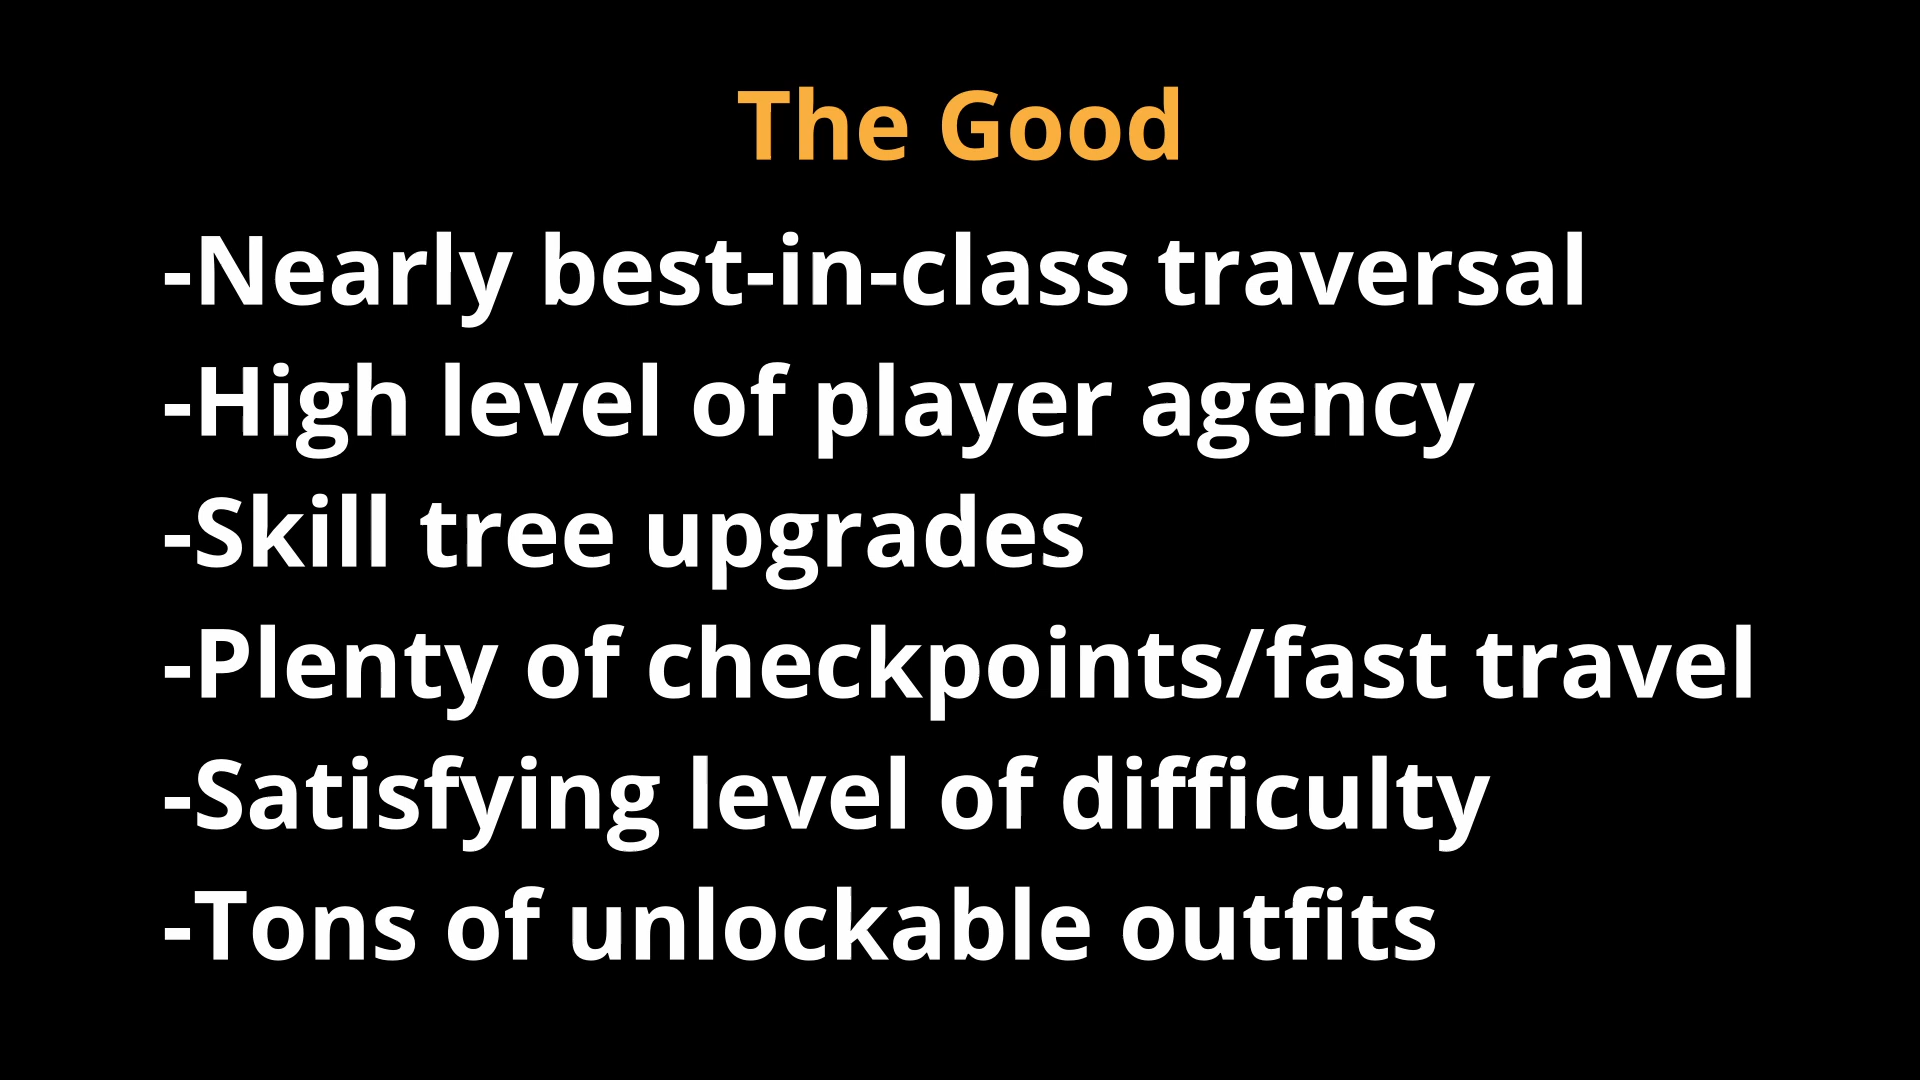 The Good
-Nearly best-in-class traversal
-High level of player agency
-Skill tree upgrades
-Plenty of checkpoints/fast travel
-Satisfying level of difficulty
-Tons of unlockable outfits